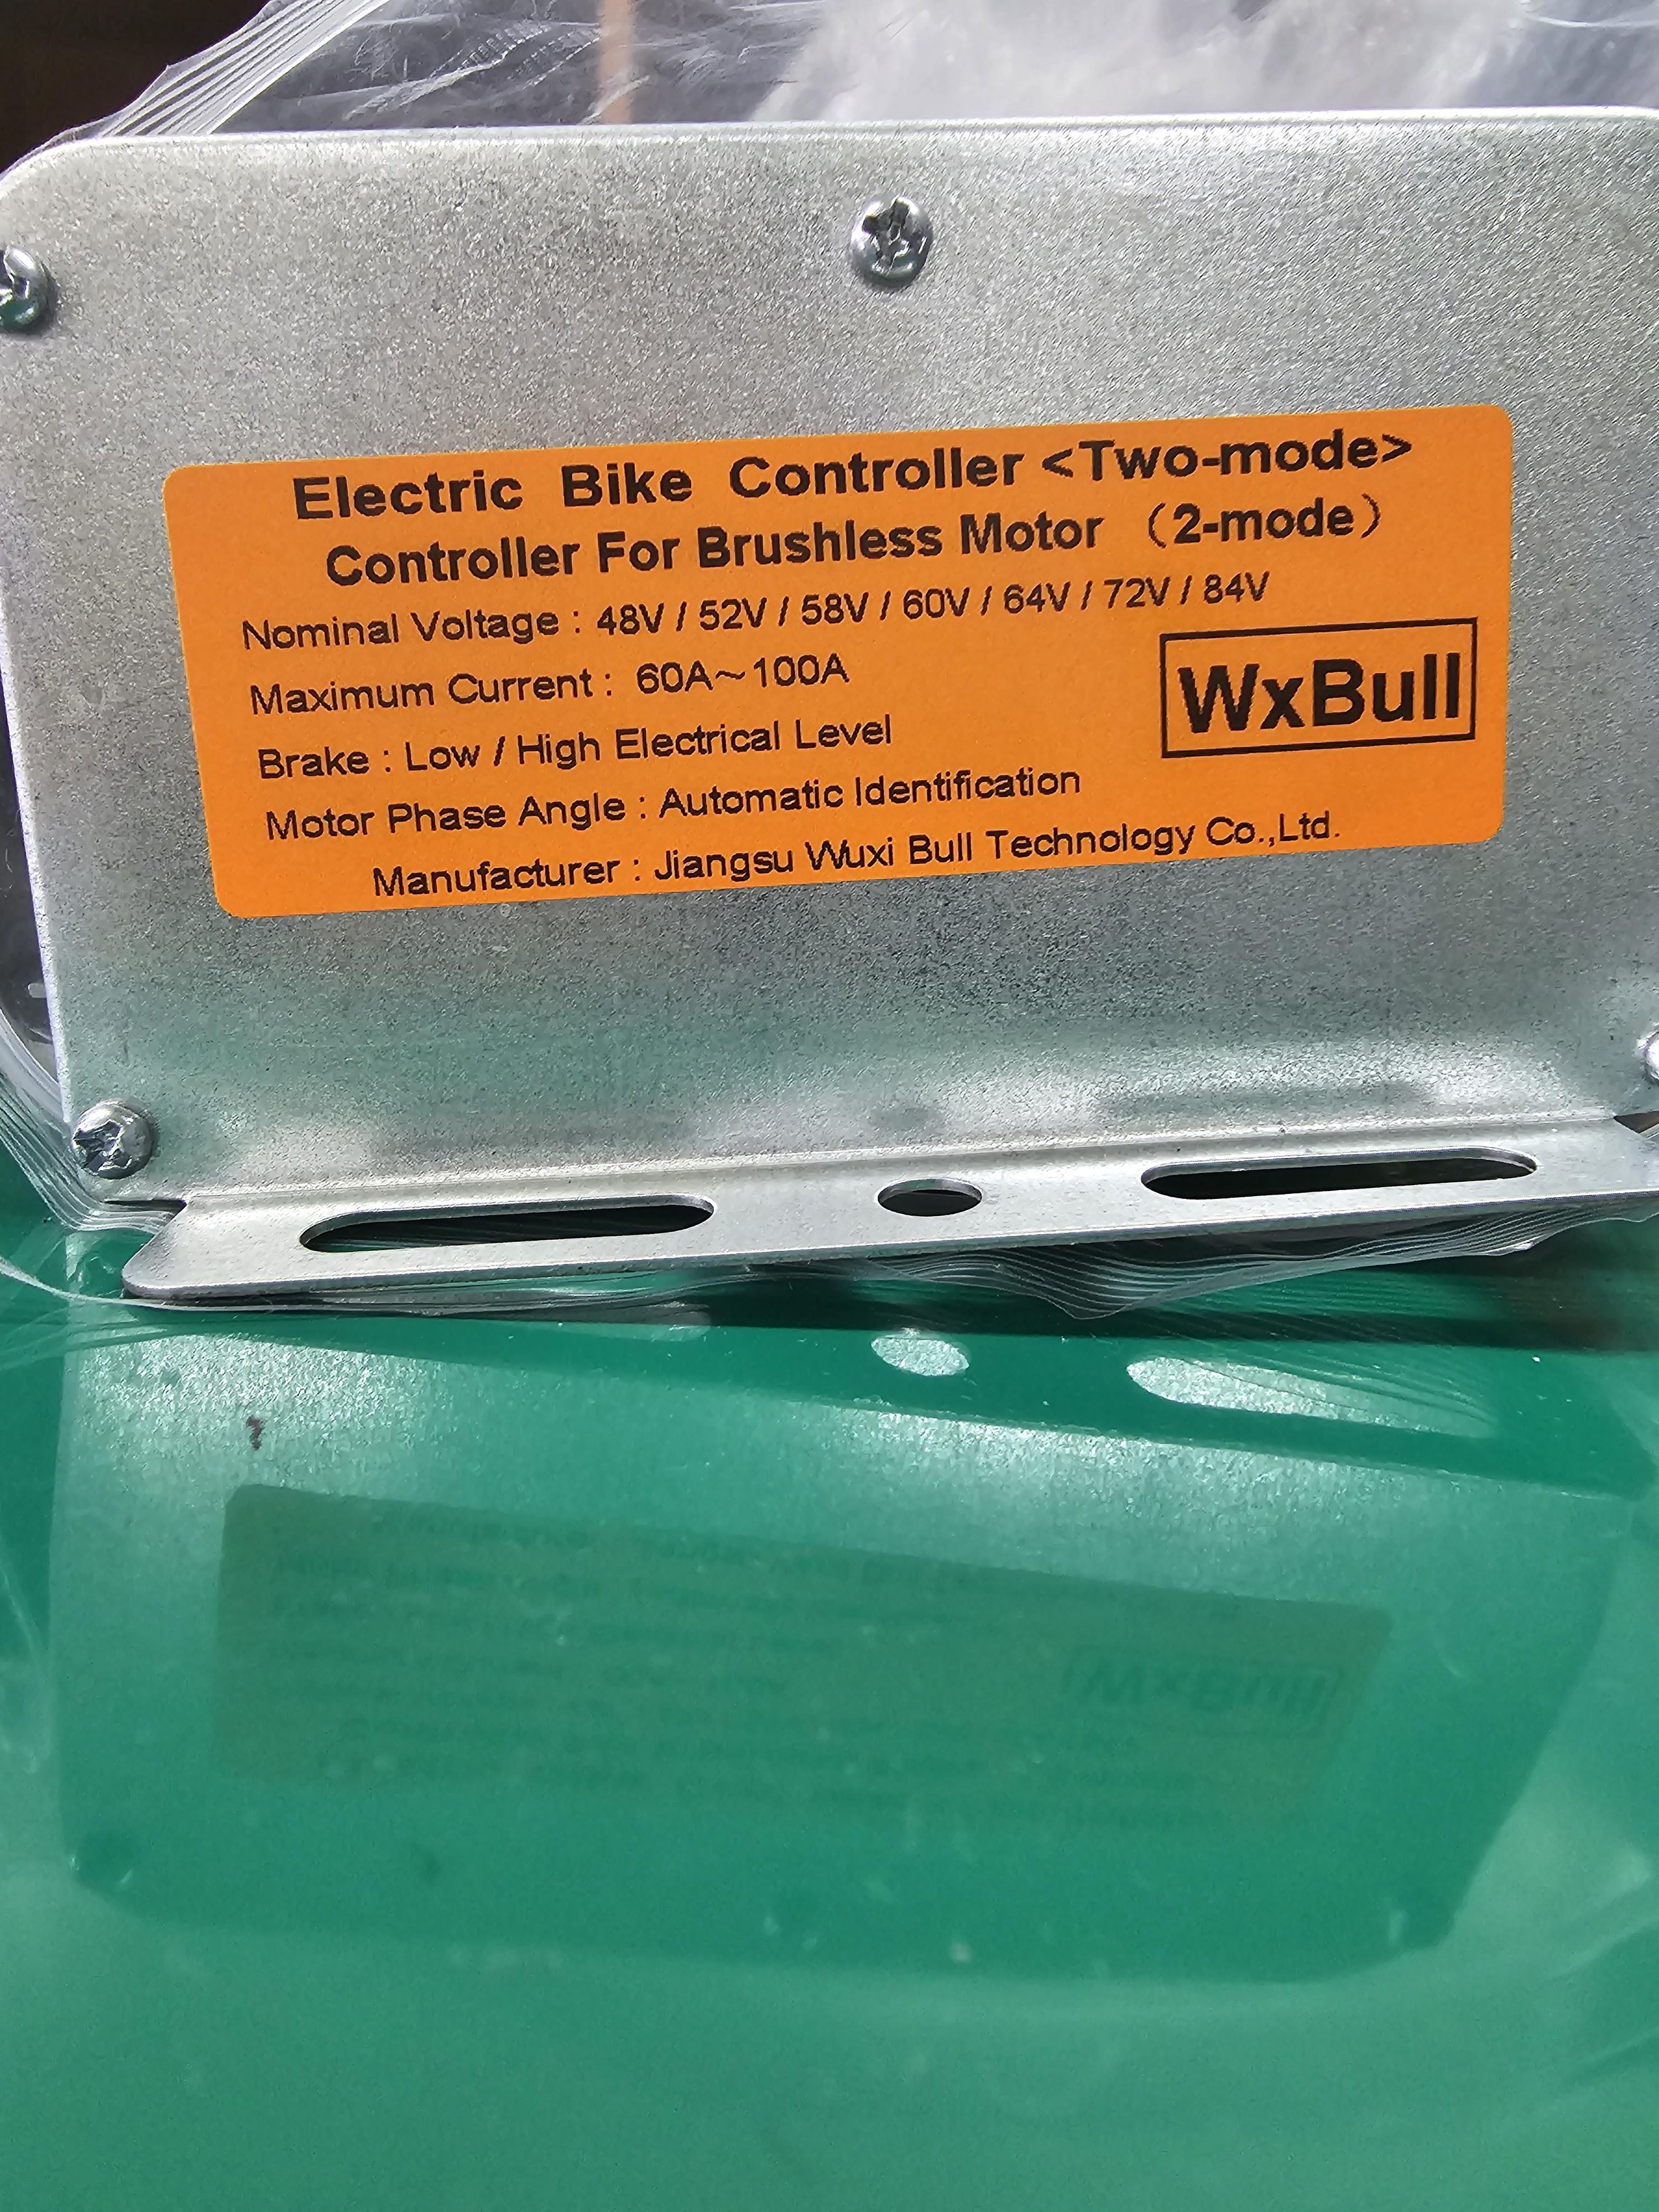 Electric Bike Controller <Two-mode>
Controller For Brushless Motor （2-mode）
Nominal Voltage : 48V / 52V / 58V / 60V / 64V / 72V / 84V
Maximum Current : 60A~100A
WxBull
Brake : Low / High Electrical Level
Motor Phase Angle : Automatic Identification
Manufacturer : Jiangsu Wuxi Bull Technology Co.,Ltd.